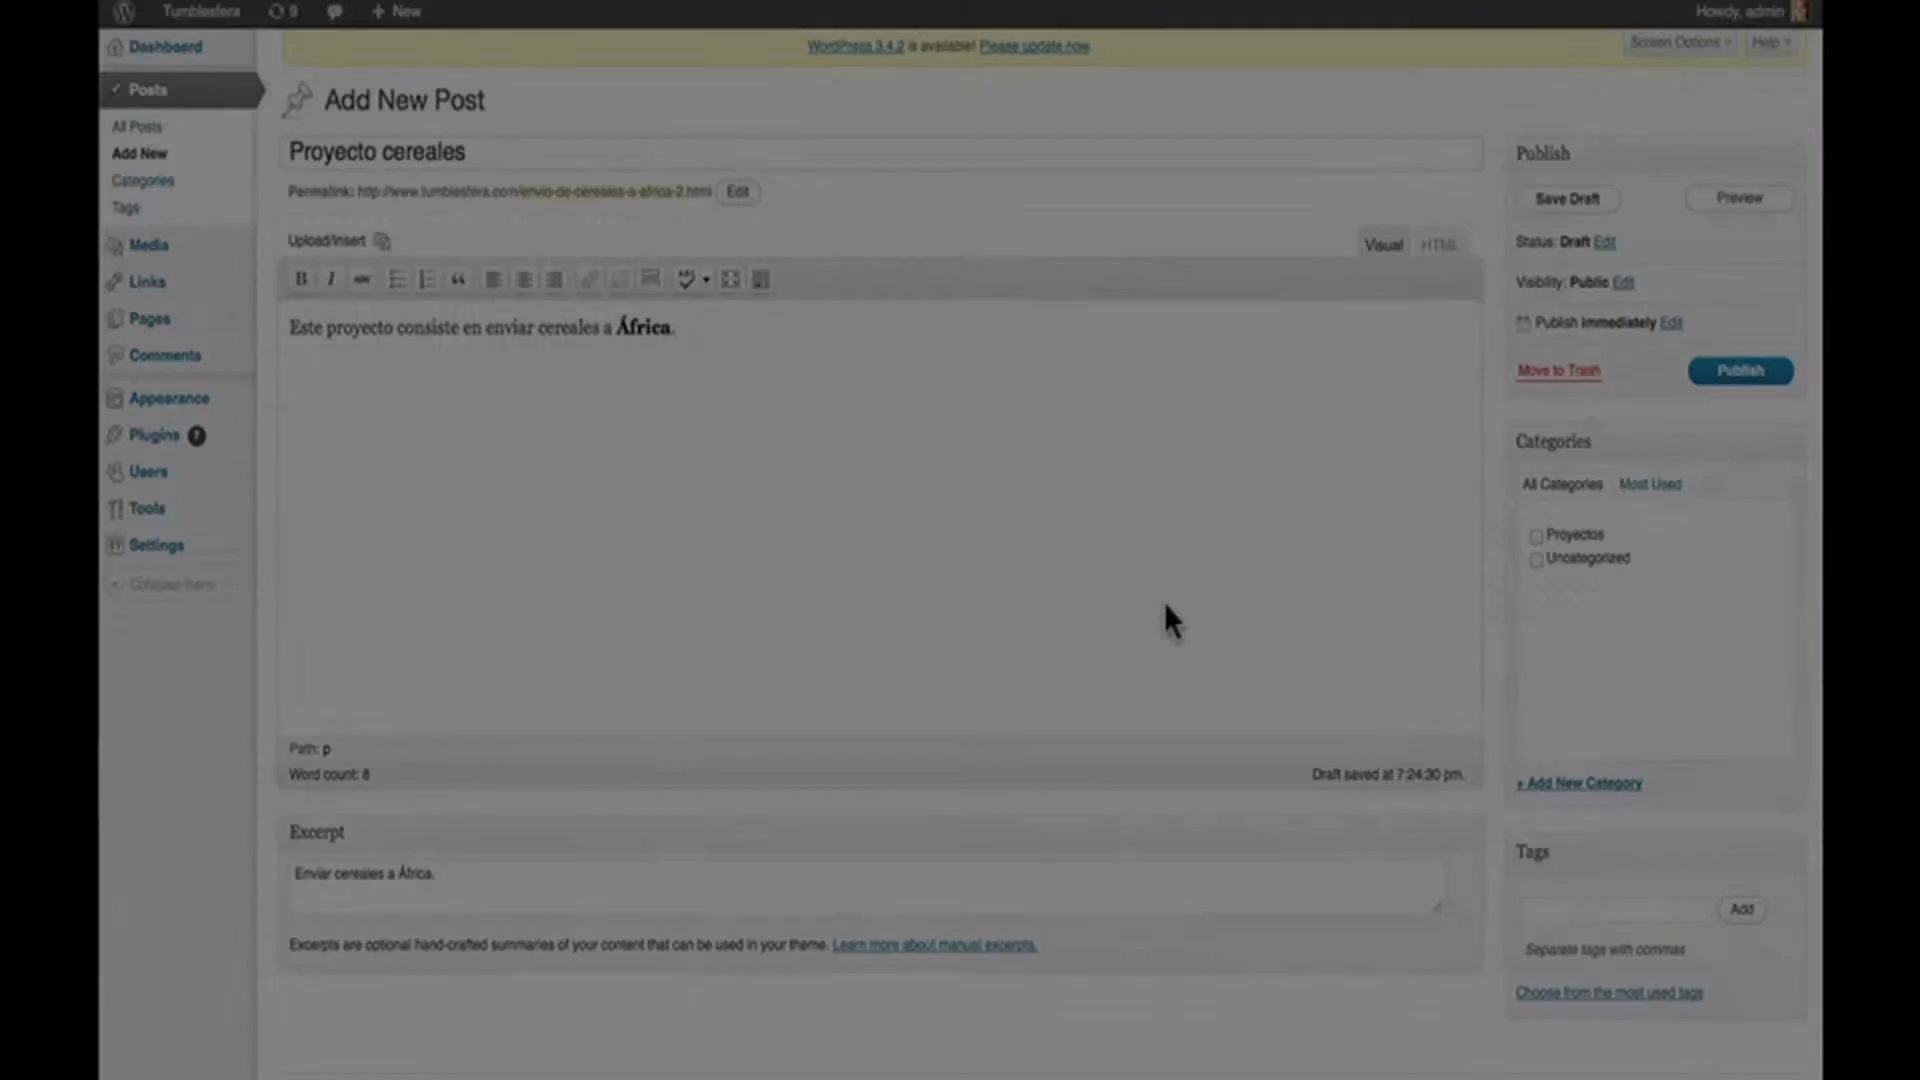 Tumblesfera 9 + New Howdy, admin
Dashboard
WordPress 3.4.2 is available! Please update now.
Screen Options Help
Posts
All Posts
Add New
Categories
Tags
Media
Links
Pages
Comments
Appearance
Plugins 7
Users
Tools
Settings
Collapse menu
Add New Post
Proyecto cereales
Permalink: http://www.tumblesfera.com/envio-de-cereales-a-africa-2.html Edit
Upload/Insert
Visual HTML
B I ABC
Este proyecto consiste en enviar cereales a África.
Path: p
Word count: 8
Draft saved at 7:24:30 pm.
Excerpt
Enviar cereales a África.
Excerpts are optional hand-crafted summaries of your content that can be used in your theme. Learn more about manual excerpts.
Publish
Save Draft Preview
Status: Draft Edit
Visibility: Public Edit
Publish immediately Edit
Move to Trash Publish
Categories
All Categories Most Used
Proyectos
Uncategorized
+ Add New Category
Tags
Add
Separate tags with commas
Choose from the most used tags